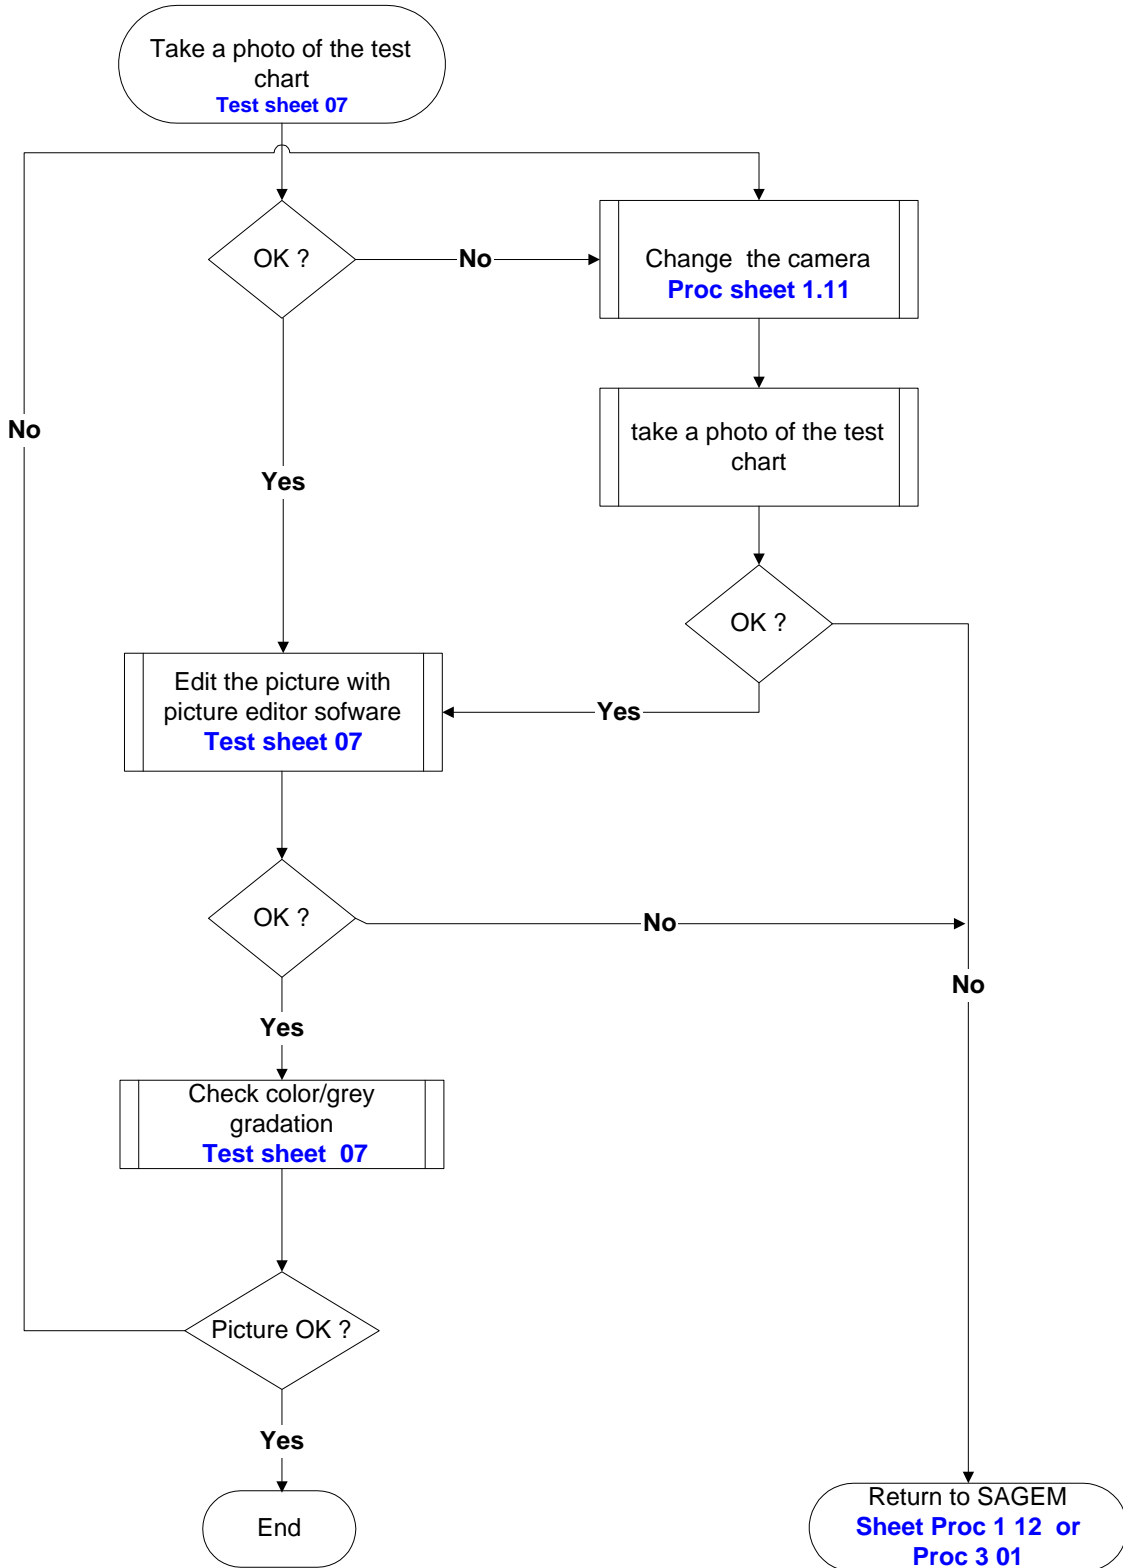 Take a photo of the test
chart
Test sheet 07
OK ?
No
Change  the camera
Proc sheet 1.11
No
take a photo of the test
chart
Yes
OK ?
Edit the picture with
picture editor sofware
Test sheet 07
Yes
OK ?
No
No
Yes
Check color/grey
gradation
Test sheet  07
Picture OK ?
Yes
End
Return to SAGEM
Sheet Proc 1 12  or
Proc 3 01